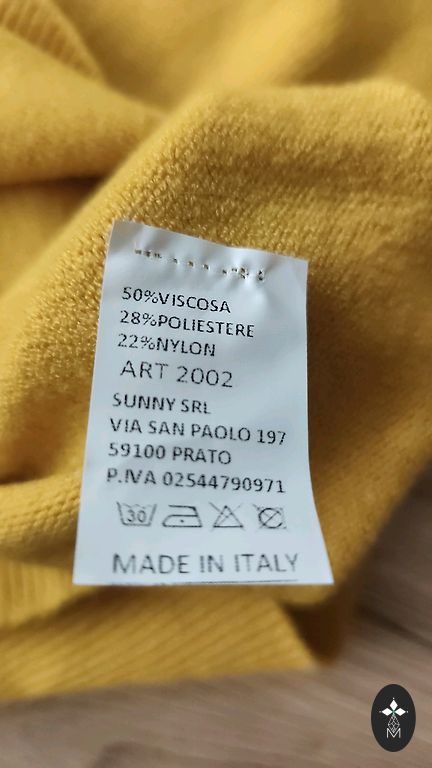 50%VISCOSA
28%POLIESTERE
22%NYLON
ART 2002
SUNNY SRL
VIA SAN PAOLO 197
59100 PRATO
P.IVA 02544790971
30
MADE IN ITALY
M